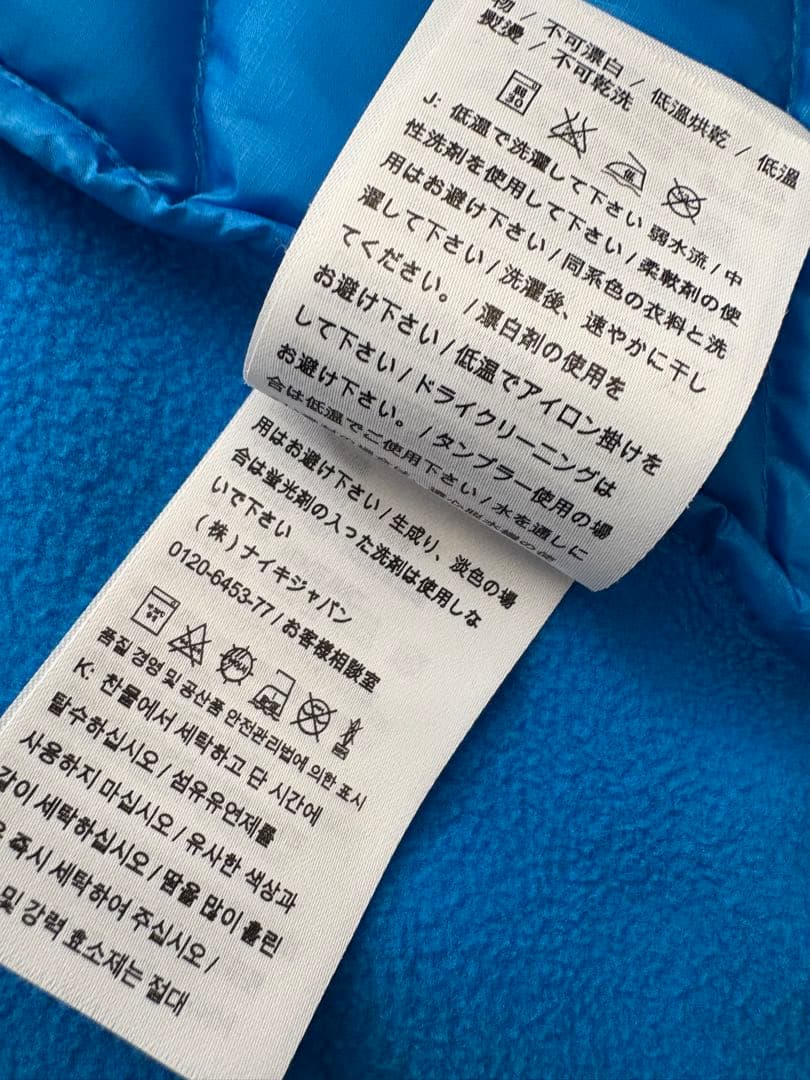 物 / 不可漂白 / 低溫烘乾 / 低溫
熨燙 / 不可乾洗
J: 低温で洗濯して下さい 弱水流 / 中
性洗剤を使用して下さい / 柔軟剤の使
用はお避け下さい / 同系色の衣料と洗
濯して下さい / 洗濯後、速やかに干し
てください。 / 漂白剤の使用を
お避け下さい / 低温でアイロン掛けを
して下さい / ドライクリーニングは
お避け下さい。 / タンブラー使用の場
合は低温でご使用下さい / 水を通しに
用はお避け下さい / 生成り、淡色の場
合は蛍光剤の入った洗剤は使用しな
いで下さい
(株) ナイキジャパン
0120-6453-77 / お客様相談室
품질 경영 및 공산품 안전관리법에 의한 표시
K: 찬물에서 세탁하고 단 시간에
탈수하십시오 / 섬유유연제를
사용하지 마십시오 / 유사한 색상과
같이 세탁하십시오 / 땀을 많이 흘린
즉시 세탁하여 주십시오 /
및 강력 효소제는 절대